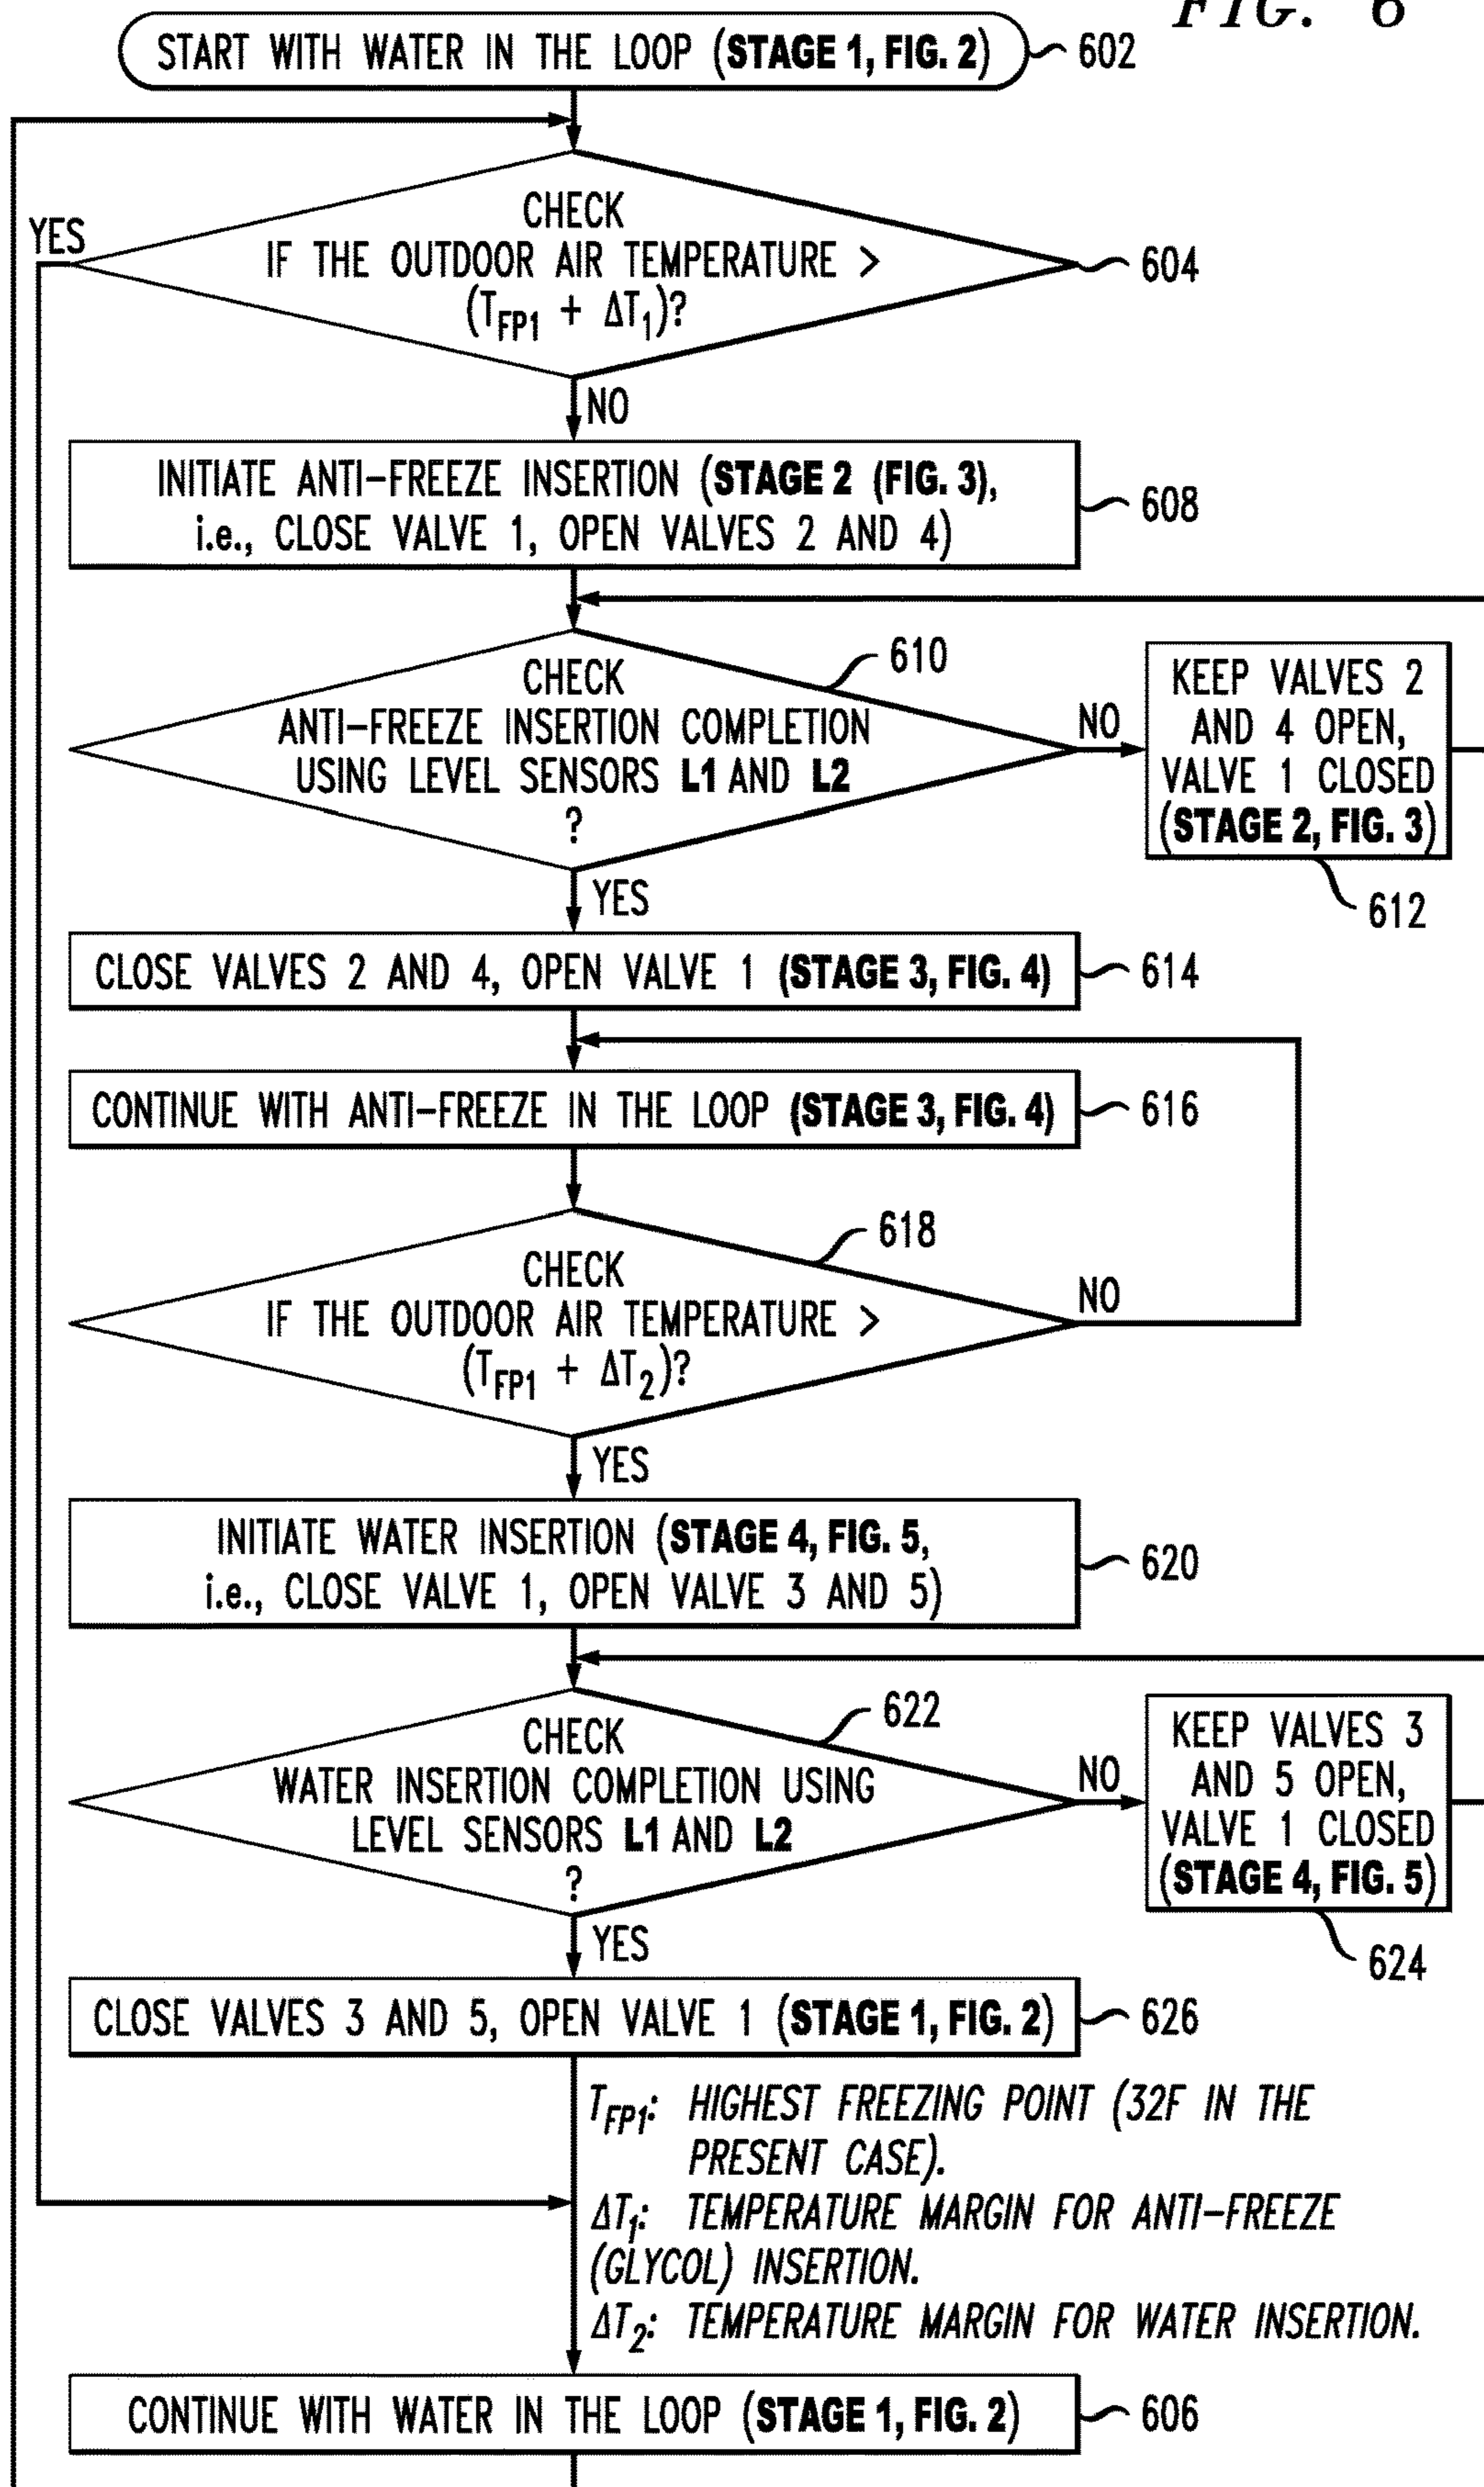 FIG. 6
START WITH WATER IN THE LOOP (STAGE 1, FIG. 2)
602
CHECK
IF THE OUTDOOR AIR TEMPERATURE >
(T_FP1 + ΔT_1)?
604
YES
NO
INITIATE ANTI-FREEZE INSERTION (STAGE 2 (FIG. 3),
i.e., CLOSE VALVE 1, OPEN VALVES 2 AND 4)
608
CHECK
ANTI-FREEZE INSERTION COMPLETION
USING LEVEL SENSORS L1 AND L2
?
610
NO
KEEP VALVES 2
AND 4 OPEN,
VALVE 1 CLOSED
(STAGE 2, FIG. 3)
612
YES
CLOSE VALVES 2 AND 4, OPEN VALVE 1 (STAGE 3, FIG. 4)
614
CONTINUE WITH ANTI-FREEZE IN THE LOOP (STAGE 3, FIG. 4)
616
CHECK
IF THE OUTDOOR AIR TEMPERATURE >
(T_FP1 + ΔT_2)?
618
NO
YES
INITIATE WATER INSERTION (STAGE 4, FIG. 5,
i.e., CLOSE VALVE 1, OPEN VALVE 3 AND 5)
620
CHECK
WATER INSERTION COMPLETION USING
LEVEL SENSORS L1 AND L2
?
622
NO
KEEP VALVES 3
AND 5 OPEN,
VALVE 1 CLOSED
(STAGE 4, FIG. 5)
624
YES
CLOSE VALVES 3 AND 5, OPEN VALVE 1 (STAGE 1, FIG. 2)
626
T_FP1: HIGHEST FREEZING POINT (32F IN THE
PRESENT CASE).
ΔT_1: TEMPERATURE MARGIN FOR ANTI-FREEZE
(GLYCOL) INSERTION.
ΔT_2: TEMPERATURE MARGIN FOR WATER INSERTION.
CONTINUE WITH WATER IN THE LOOP (STAGE 1, FIG. 2)
606